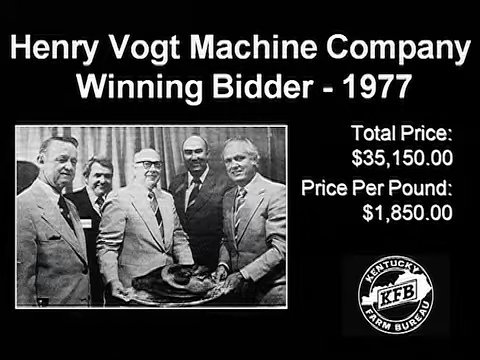 Henry Vogt Machine Company
Winning Bidder - 1977
Total Price:
$35,150.00
Price Per Pound:
$1,850.00
KENTUCKY
KFB
FARM BUREAU